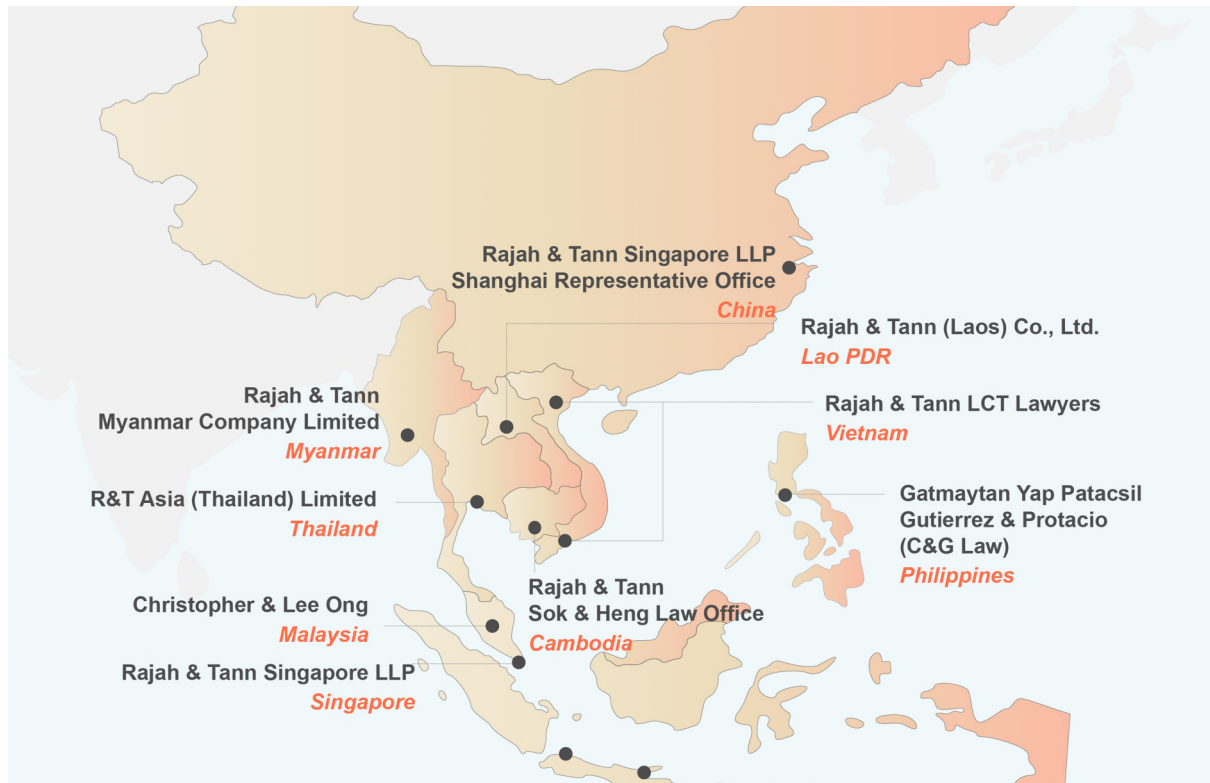 Rajah & Tann Singapore LLP
Shanghai Representative Office
China
Rajah & Tann (Laos) Co., Ltd.
Lao PDR
Rajah & Tann
Myanmar Company Limited
Myanmar
Rajah & Tann LCT Lawyers
Vietnam
R&T Asia (Thailand) Limited
Thailand
Gatmaytan Yap Patacsil
Gutierrez & Protacio
(C&G Law)
Philippines
Rajah & Tann
Sok & Heng Law Office
Cambodia
Christopher & Lee Ong
Malaysia
Rajah & Tann Singapore LLP
Singapore